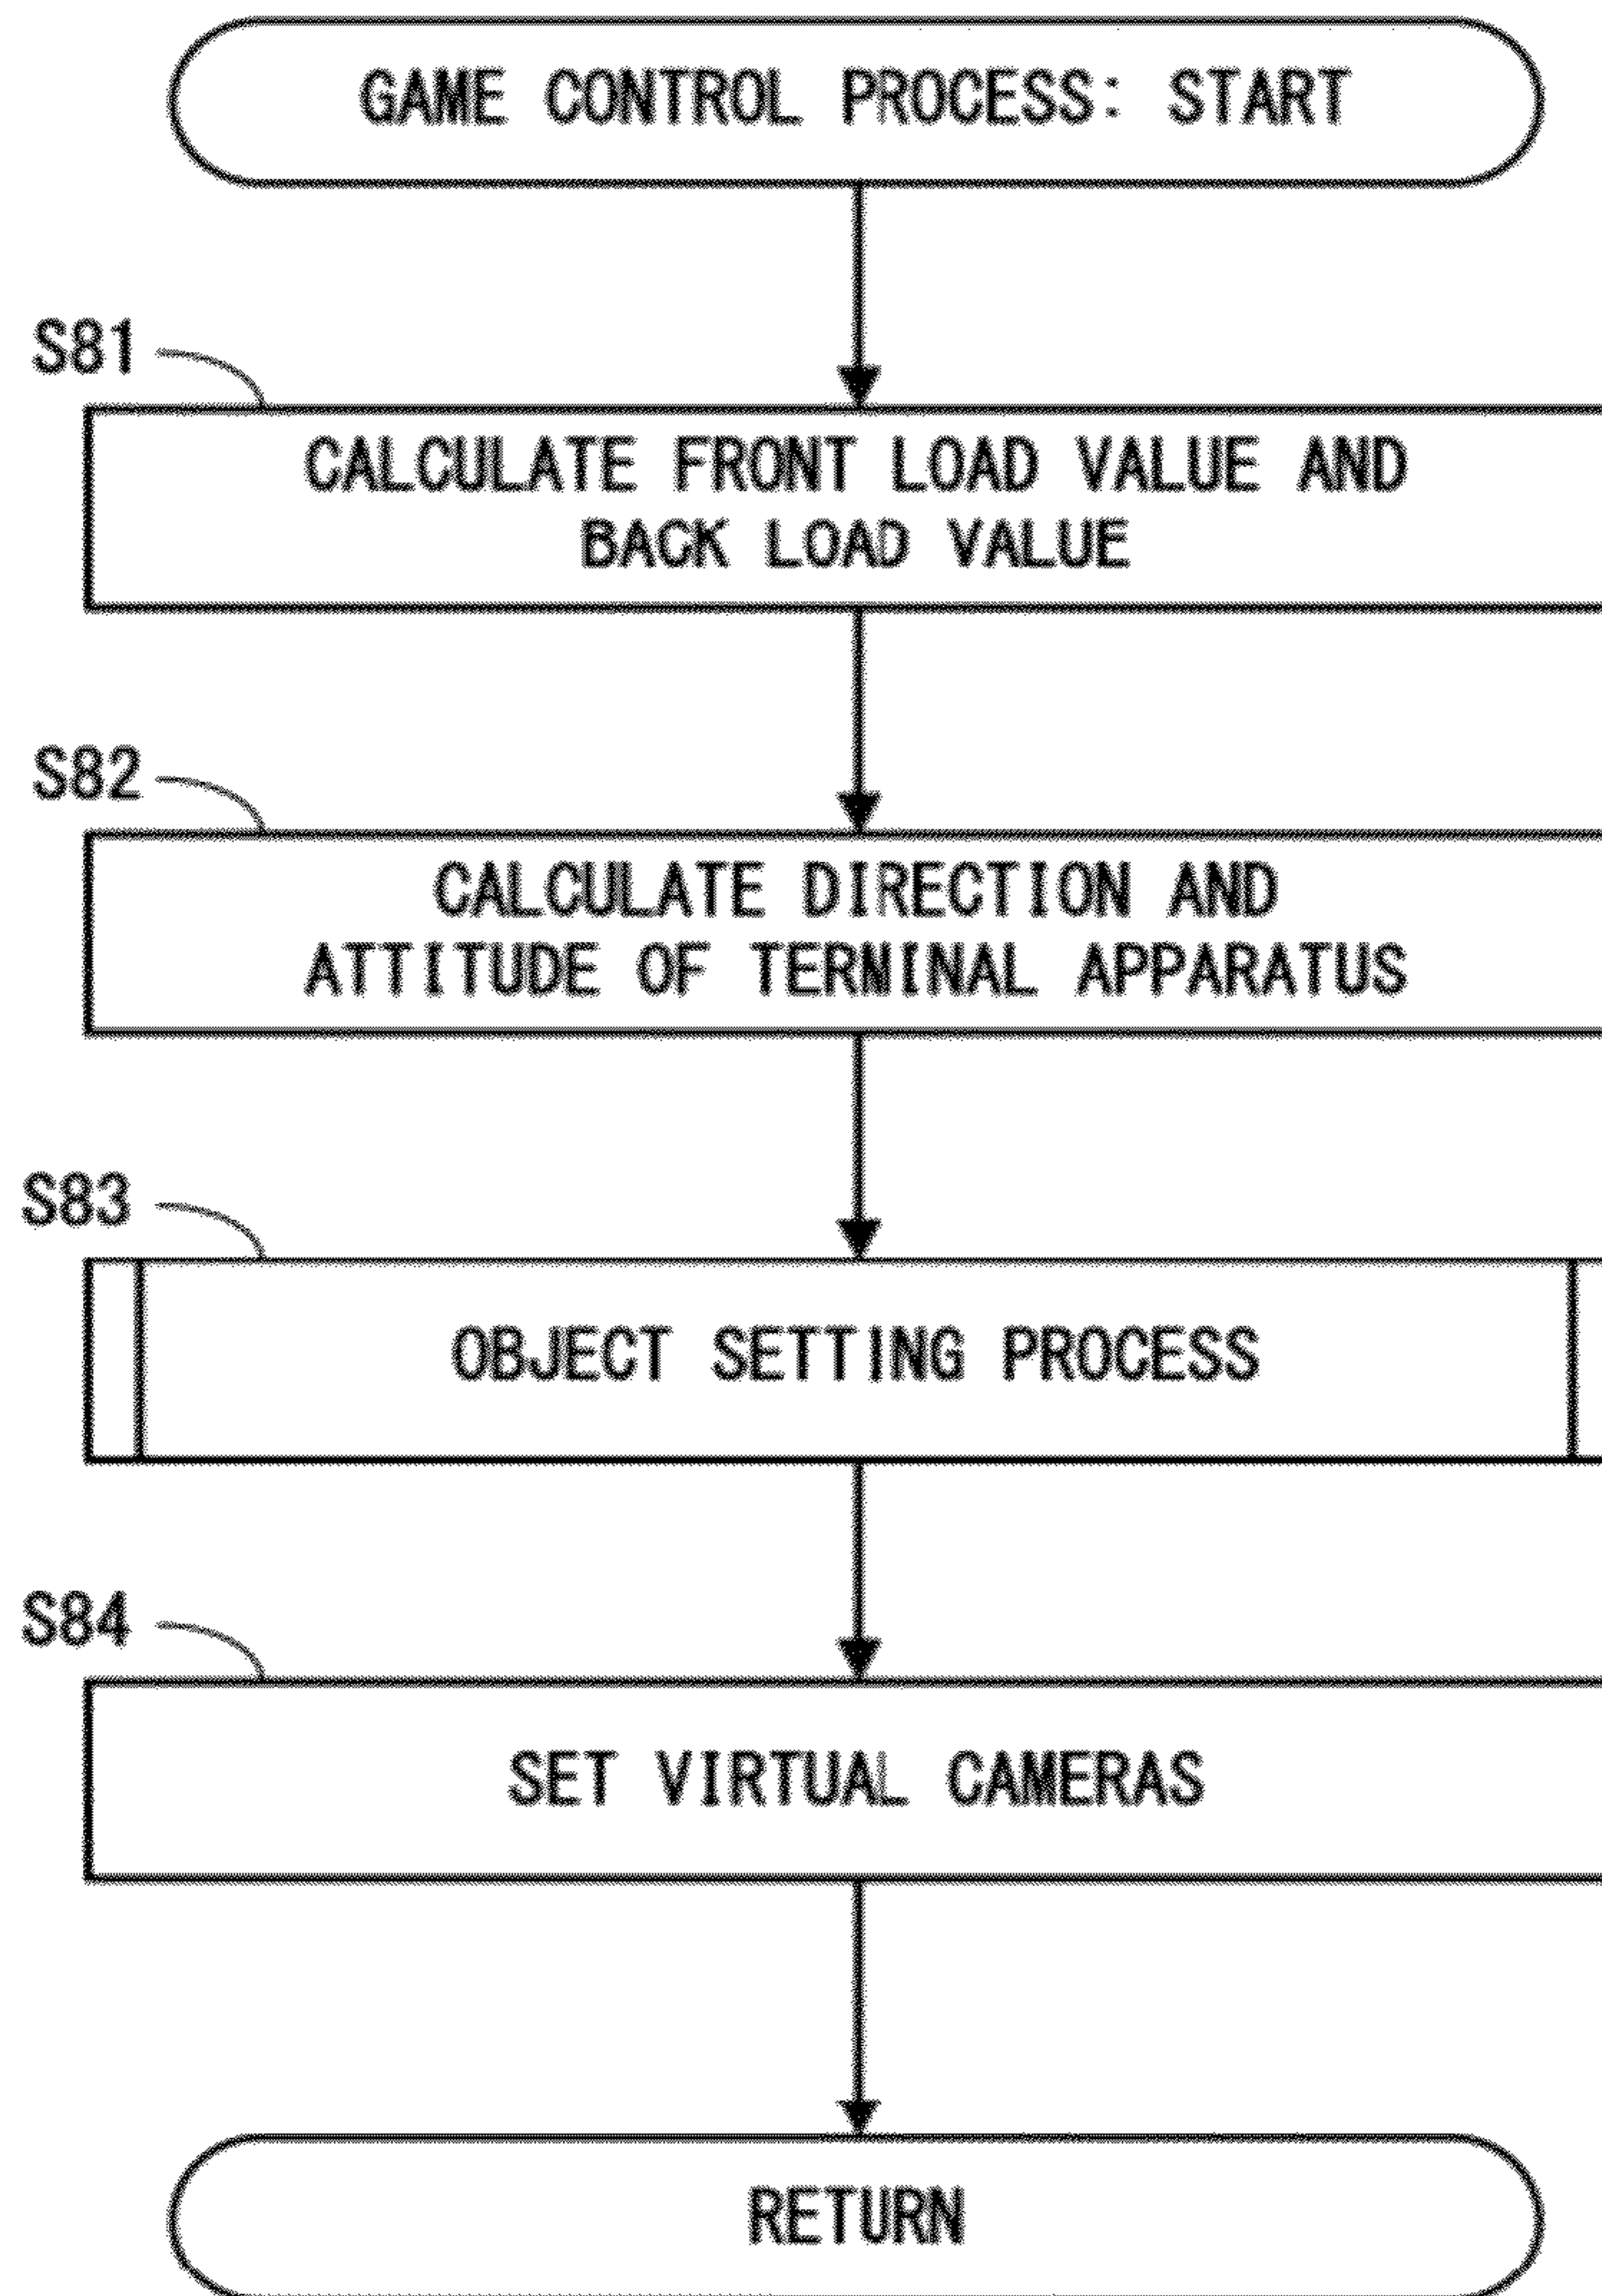 GAME CONTROL PROCESS: START
S81
CALCULATE FRONT LOAD VALUE AND
BACK LOAD VALUE
S82
CALCULATE DIRECTION AND
ATTITUDE OF TERMINAL APPARATUS
S83
OBJECT SETTING PROCESS
S84
SET VIRTUAL CAMERAS
RETURN